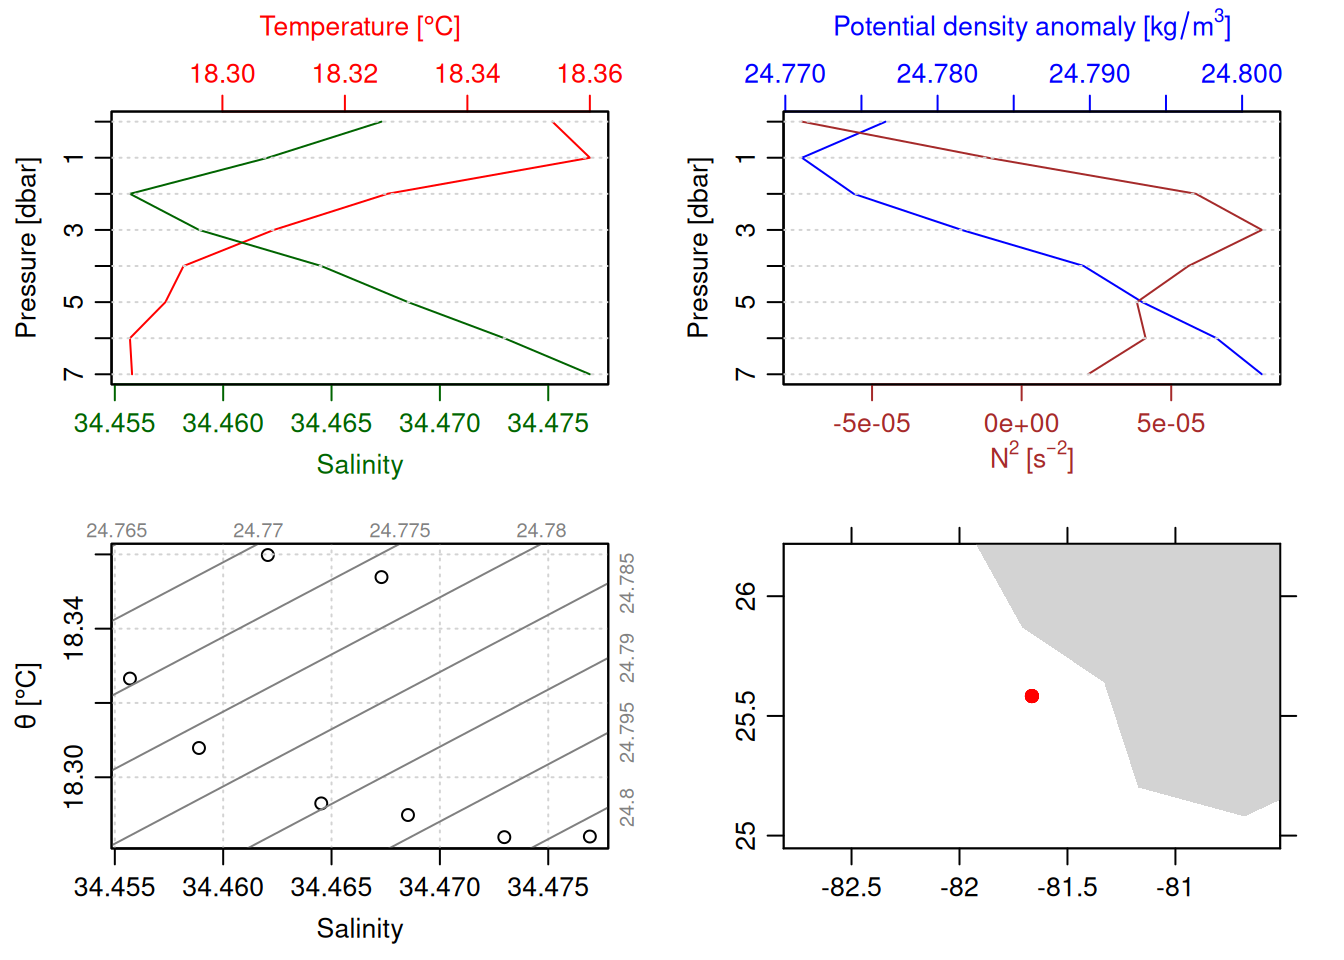 Temperature [°C]
18.30 18.32 18.34 18.36
Pressure [dbar]
1
3
5
7
34.455 34.460 34.465 34.470 34.475
Salinity
Potential density anomaly [kg/m³]
24.770 24.780 24.790 24.800
Pressure [dbar]
1
3
5
7
-5e-05 0e+00 5e-05
N² [s⁻²]
24.765 24.77 24.775 24.78
24.785
24.79
24.795
24.8
θ [°C]
18.34
18.30
34.455 34.460 34.465 34.470 34.475
Salinity
26
25.5
25
-82.5 -82 -81.5 -81